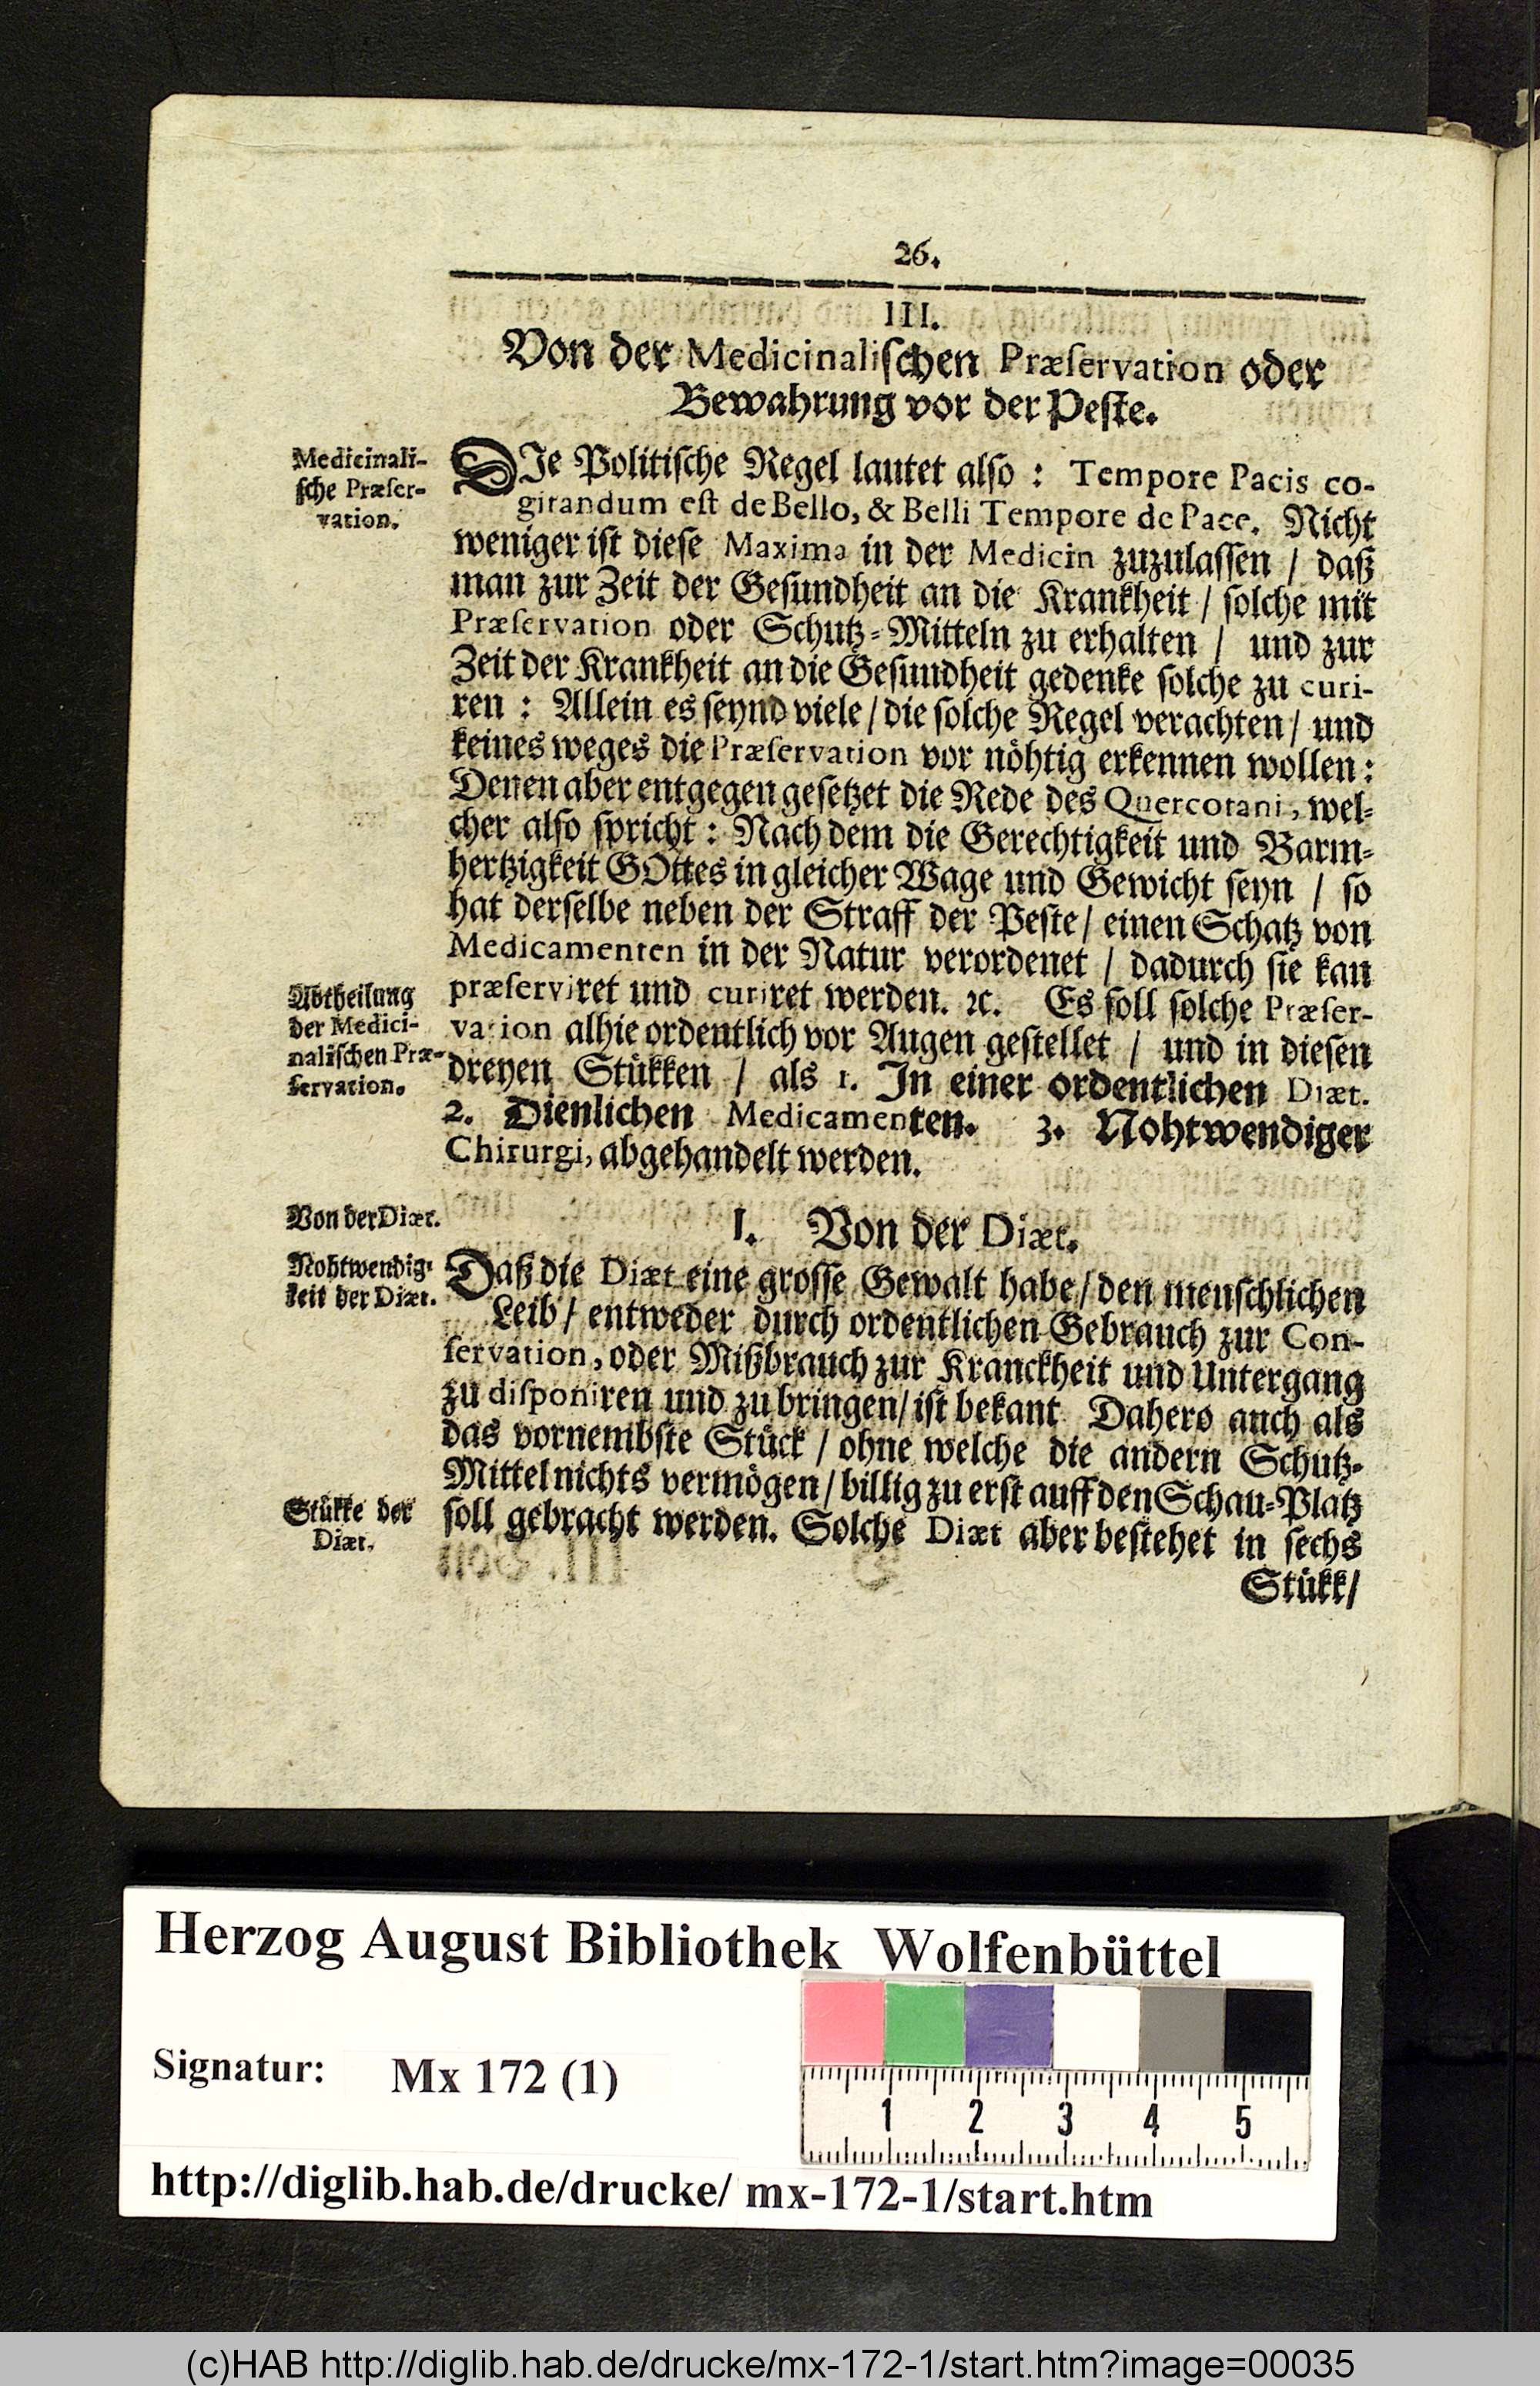 26.
III.
Von der Medicinalischen Præservation oder
Bewahrung vor der Peste.
Medicinali-
sche Præser-
vation.
DIe Politische Regel lautet also : Tempore Pacis co-
girandum est de Bello, & Belli Tempore de Pace. Nicht
weniger ist diese Maxima in der Medicin zuzulassen / daß
man zur Zeit der Gesundheit an die Krankheit / solche mit
Præservation oder Schutz-Mitteln zu erhalten / und zur
Zeit der Krankheit an die Gesundheit gedenke solche zu curi-
ren : Allein es seynd viele / die solche Regel verachten / und
keines weges die Præservation vor nöhtig erkennen wollen:
Denen aber entgegen gesetzet die Rede des Quercotani, wel-
cher also spricht : Nach dem die Gerechtigkeit und Barm-
hertzigkeit GOttes in gleicher Wage und Gewicht seyn / so
hat derselbe neben der Straff der Peste / einen Schatz von
Medicamenten in der Natur verordenet / dadurch sie kan
præserviret und curiret werden. ꝛc. Es soll solche Præser-
Abtheilung
der Medici-
nalischen Præ-
servation.
vation alhie ordentlich vor Augen gestellet / und in diesen
dreyen Stükken / als 1. In einer ordentlichen Diæt.
2. Dienlichen Medicamenten. 3. Nohtwendiger
Chirurgi, abgehandelt werden.
Von der Diæt.
I. Von der Diæt.
Nohtwendig-
keit der Diæt.
Daß die Diæt eine grosse Gewalt habe / den menschlichen
Leib / entweder durch ordentlichen Gebrauch zur Con-
servation, oder Mißbrauch zur Kranckheit und Untergang
zu disponiren und zu bringen / ist bekant Dahero auch als
das vornembste Stück / ohne welche die andern Schutz-
Mittel nichts vermögen / billig zu erst auff den Schau-Platz
Stükke der
Diæt.
soll gebracht werden. Solche Diæt aber bestehet in sechs
Stükk/
Herzog August Bibliothek Wolfenbüttel
Signatur: Mx 172 (1)
1 2 3 4 5
http://diglib.hab.de/drucke/ mx-172-1/start.htm
(c)HAB http://diglib.hab.de/drucke/mx-172-1/start.htm?image=00035